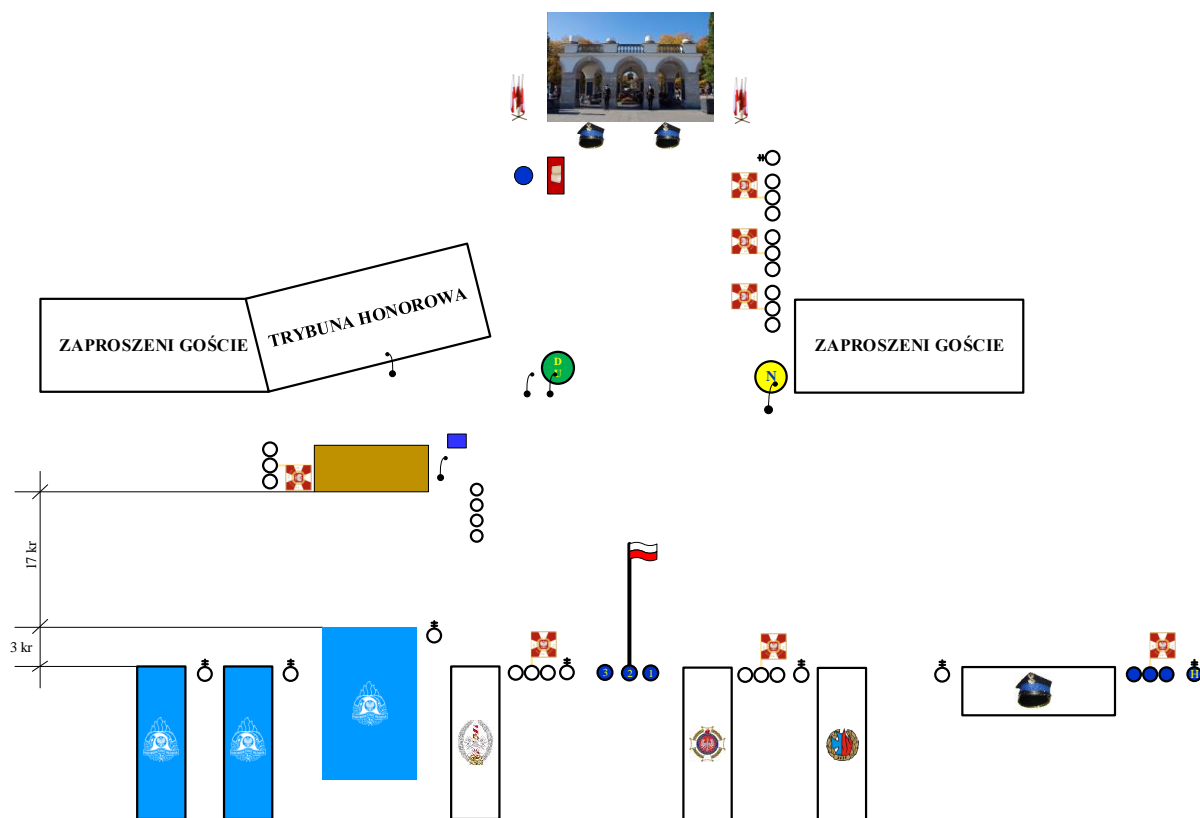 ZAPROSZENI GOŚCIE
TRYBUNA HONOROWA
D
U
N
ZAPROSZENI GOŚCIE
17 kr
3 kr
3
2
1
H